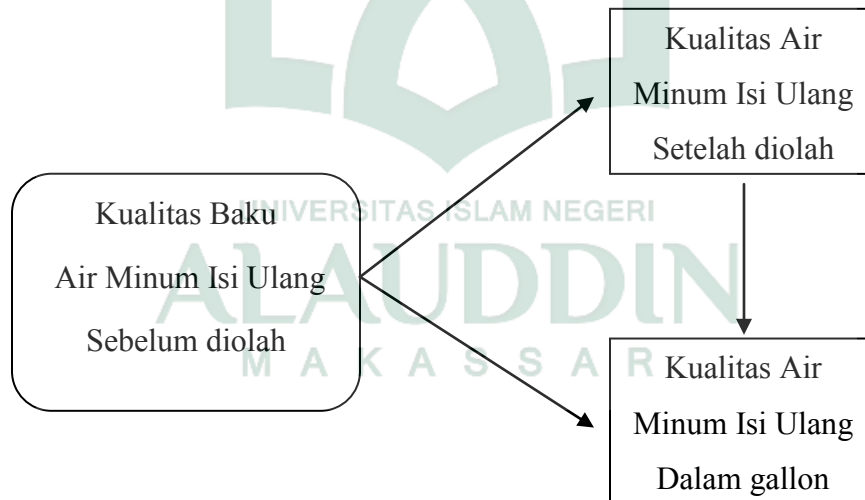 Kualitas Air
Minum Isi Ulang
Setelah diolah
Kualitas Baku
Air Minum Isi Ulang
Sebelum diolah
UNIVERSITAS ISLAM NEGERI
ALAUDDIN
MAKASSAR
Kualitas Air
Minum Isi Ulang
Dalam gallon